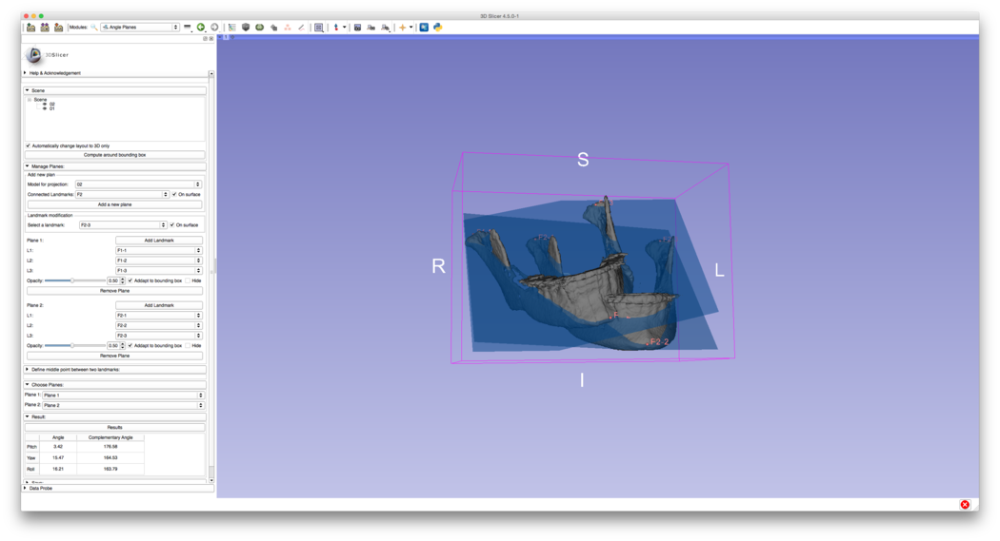 3D Slicer 4.5.0-1
Modules: Angle Planes
3DSlicer
Help & Acknowledgement
Scene
Scene
02
01
Automatically change layout to 3D only
Compute around bounding box
Manage Planes:
Add new plan
Model for projection: 02
Connected Landmarks: F2 On surface
Add a new plane
Landmark modification
Select a landmark: F2-3 On surface
Plane 1: Add Landmark
L1: F1-1
L2: F1-2
L3: F1-3
Opacity: 0.50 Addapt to bounding box Hide
Remove Plane
Plane 2: Add Landmark
L1: F2-1
L2: F2-2
L3: F2-3
Opacity: 0.50 Addapt to bounding box Hide
Remove Plane
Define middle point between two landmarks:
Choose Planes:
Plane 1: Plane 1
Plane 2: Plane 2
Result:
Results
Angle Complementary Angle
Pitch 3.42 176.58
Yaw 15.47 164.53
Roll 16.21 163.79
Data Probe
1
S
R
L
I
F2-2